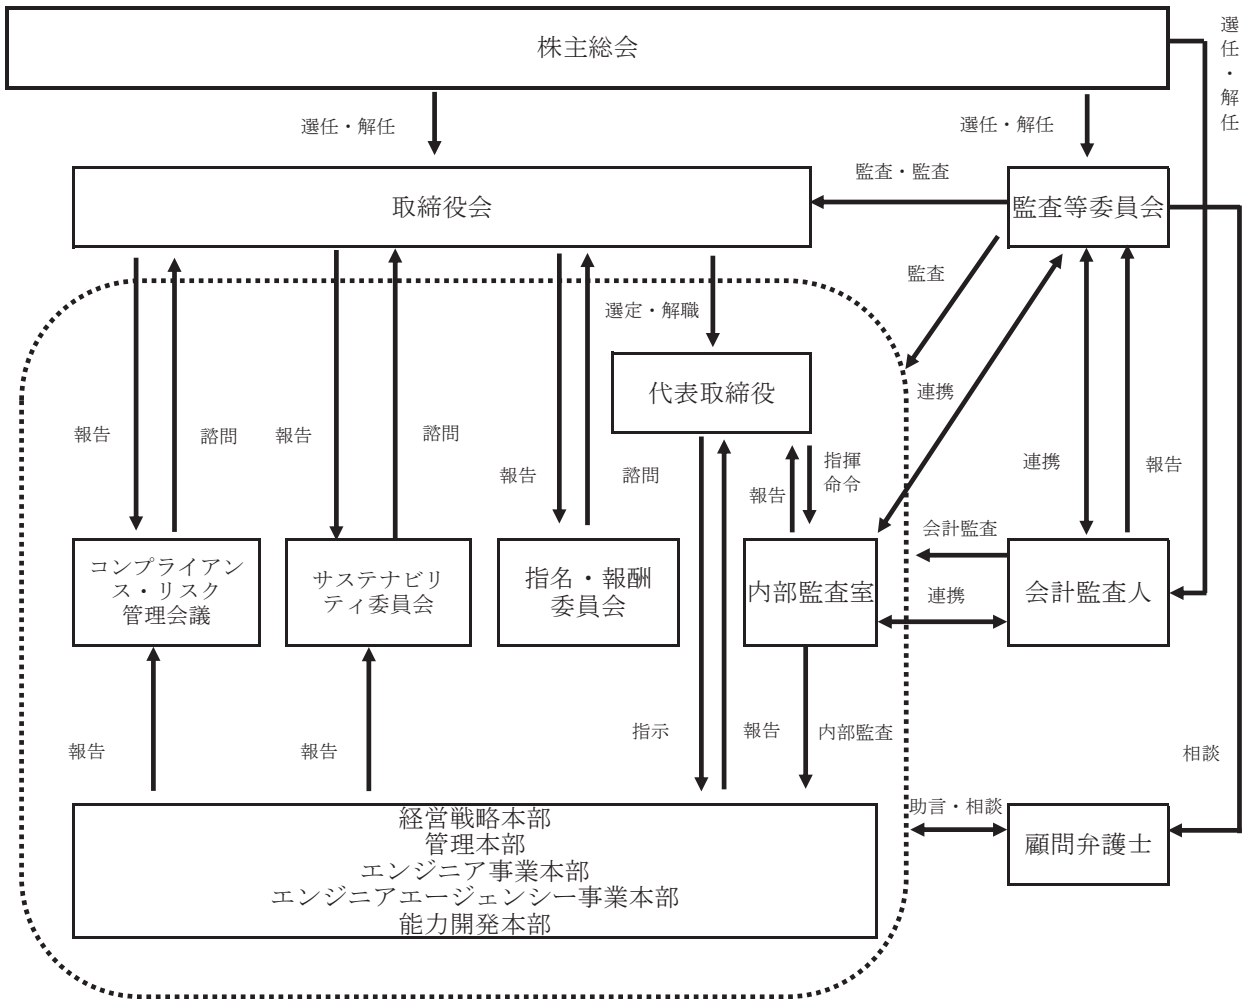 株主総会
選任・解任
選任・解任
選任・解任
監査・監査
取締役会
監査等委員会
監査
選定・解職
代表取締役
連携
報告
諮問
報告
諮問
報告
諮問
報告
指揮
命令
連携
報告
会計監査
コンプライアン
ス・リスク
管理会議
サステナビリ
ティ委員会
指名・報酬
委員会
内部監査室
連携
会計監査人
報告
報告
指示
報告
内部監査
相談
経営戦略本部
管理本部
エンジニア事業本部
エンジニアエージェンシー事業本部
能力開発本部
助言・相談
顧問弁護士